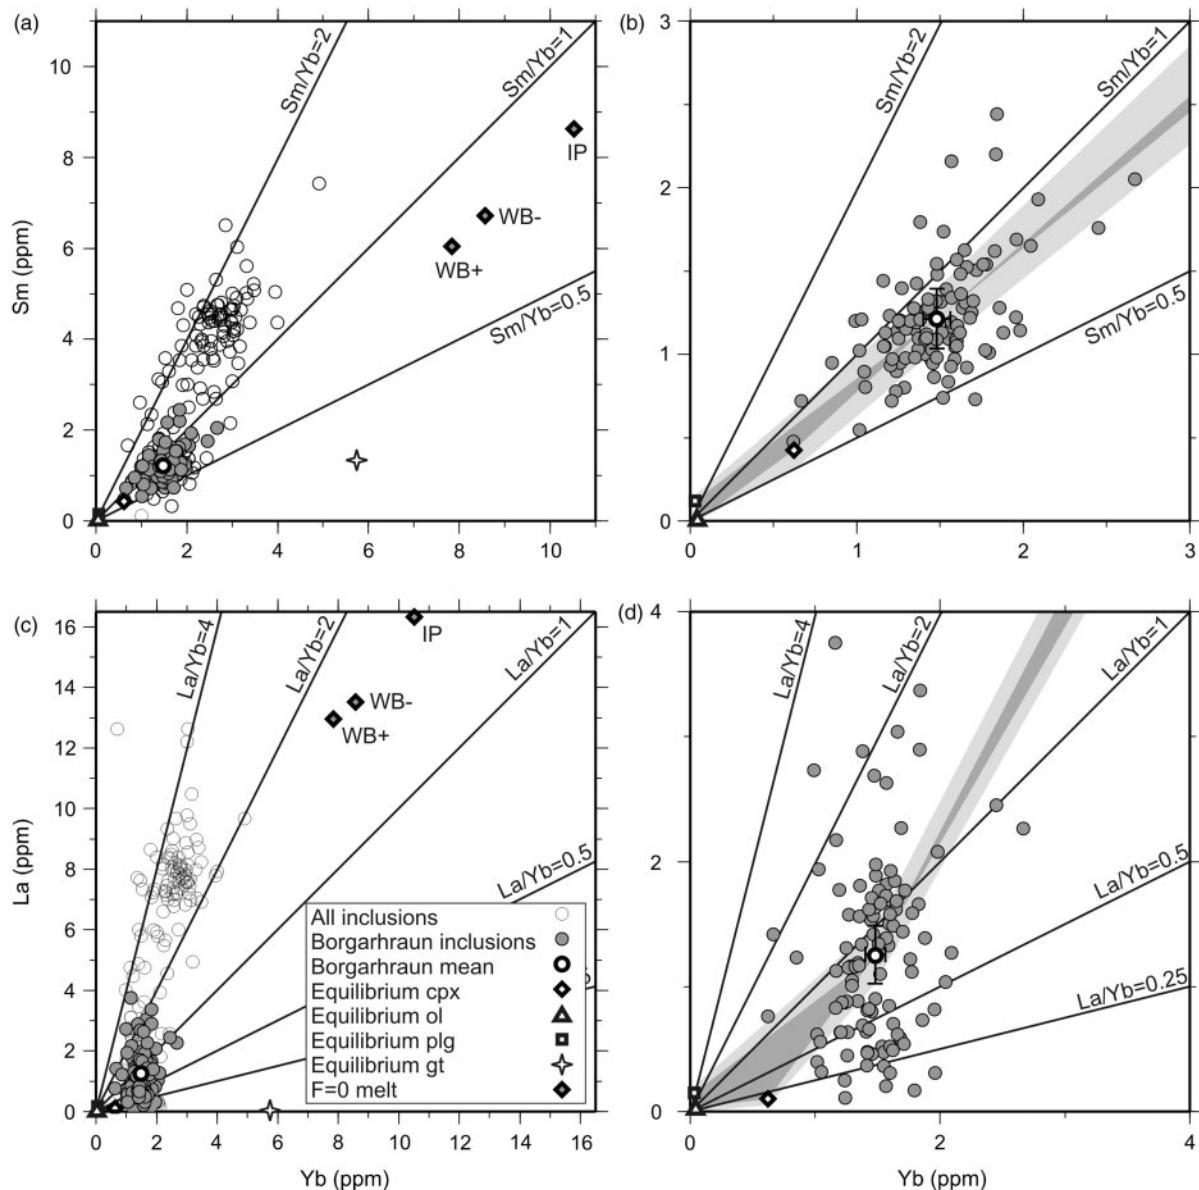 (a)
Sm/Yb=2
Sm/Yb=1
IP
WB-
WB+
Sm/Yb=0.5
Sm (ppm)
10
8
6
4
2
0
0 2 4 6 8 10
(b)
Sm/Yb=2
Sm/Yb=1
Sm/Yb=0.5
3
2
1
0
0 1 2 3
(c)
La/Yb=4
La/Yb=2
IP
La/Yb=1
WB-
WB+
La/Yb=0.5
La (ppm)
16
14
12
10
8
6
4
2
0
All inclusions
Borgarhraun inclusions
Borgarhraun mean
Equilibrium cpx
Equilibrium ol
Equilibrium plg
Equilibrium gt
F=0 melt
0 2 4 6 8 10 12 14 16
Yb (ppm)
(d)
La/Yb=4
La/Yb=2
La/Yb=1
La/Yb=0.5
La/Yb=0.25
4
2
0
0 2 4
Yb (ppm)